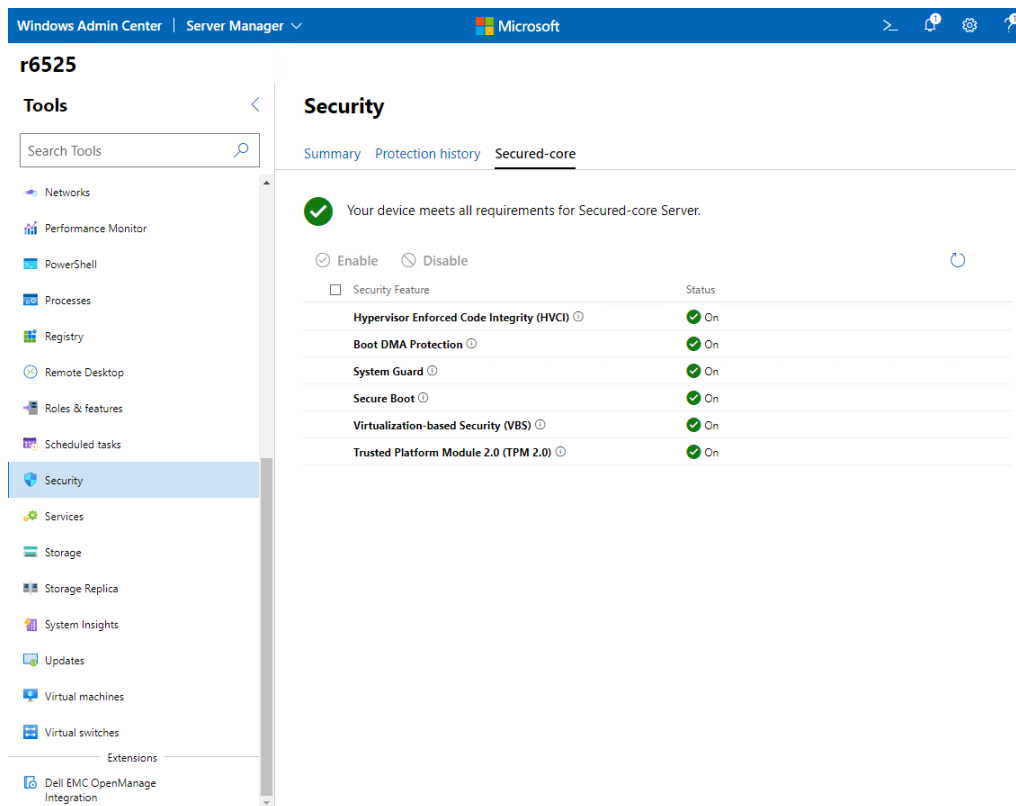 Windows Admin Center | Server Manager
Microsoft
1
1
r6525
Tools
Search Tools
Networks
Performance Monitor
PowerShell
Processes
Registry
Remote Desktop
Roles & features
Scheduled tasks
Security
Services
Storage
Storage Replica
System Insights
Updates
Virtual machines
Virtual switches
Extensions
Dell EMC OpenManage
Integration
Security
Summary Protection history Secured-core
Your device meets all requirements for Secured-core Server.
Enable Disable
Security Feature Status
Hypervisor Enforced Code Integrity (HVCI) On
Boot DMA Protection On
System Guard On
Secure Boot On
Virtualization-based Security (VBS) On
Trusted Platform Module 2.0 (TPM 2.0) On